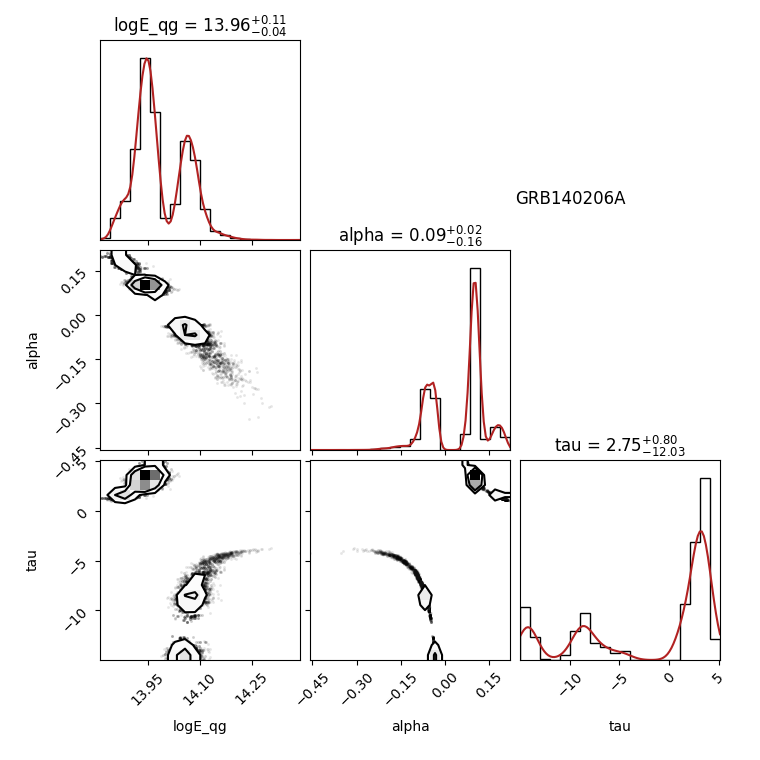 logE_qg = 13.96+0.11−0.04
GRB140206A
alpha = 0.09+0.02−0.16
0.15
0.00
−0.15
−0.30
−0.45
alpha
tau = 2.75+0.80−12.03
5
0
−5
−10
tau
13.95 14.10 14.25
−0.45 −0.30 −0.15 0.00 0.15
−10 −5 0 5
logE_qg alpha tau